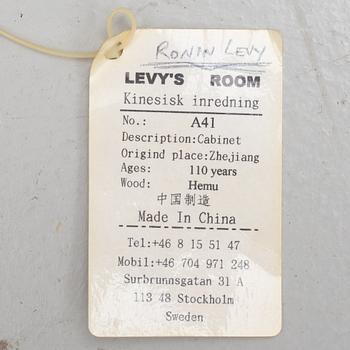 RONIN LEVY
LEVY'S ROOM
Kinesisk inredning
No.: A41
Description:Cabinet
Origind place:Zhejiang
Ages: 110 years
Wood: Hemu
中国制造
Made In China
Tel:+46 8 15 51 47
Mobil:+46 704 971 248
Surbrunnsgatan 31 A
113 48 Stockholm
Sweden